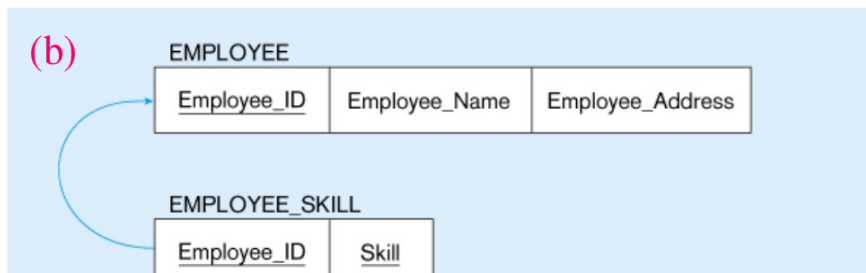 (b)
EMPLOYEE
Employee_ID Employee_Name Employee_Address
EMPLOYEE_SKILL
Employee_ID Skill